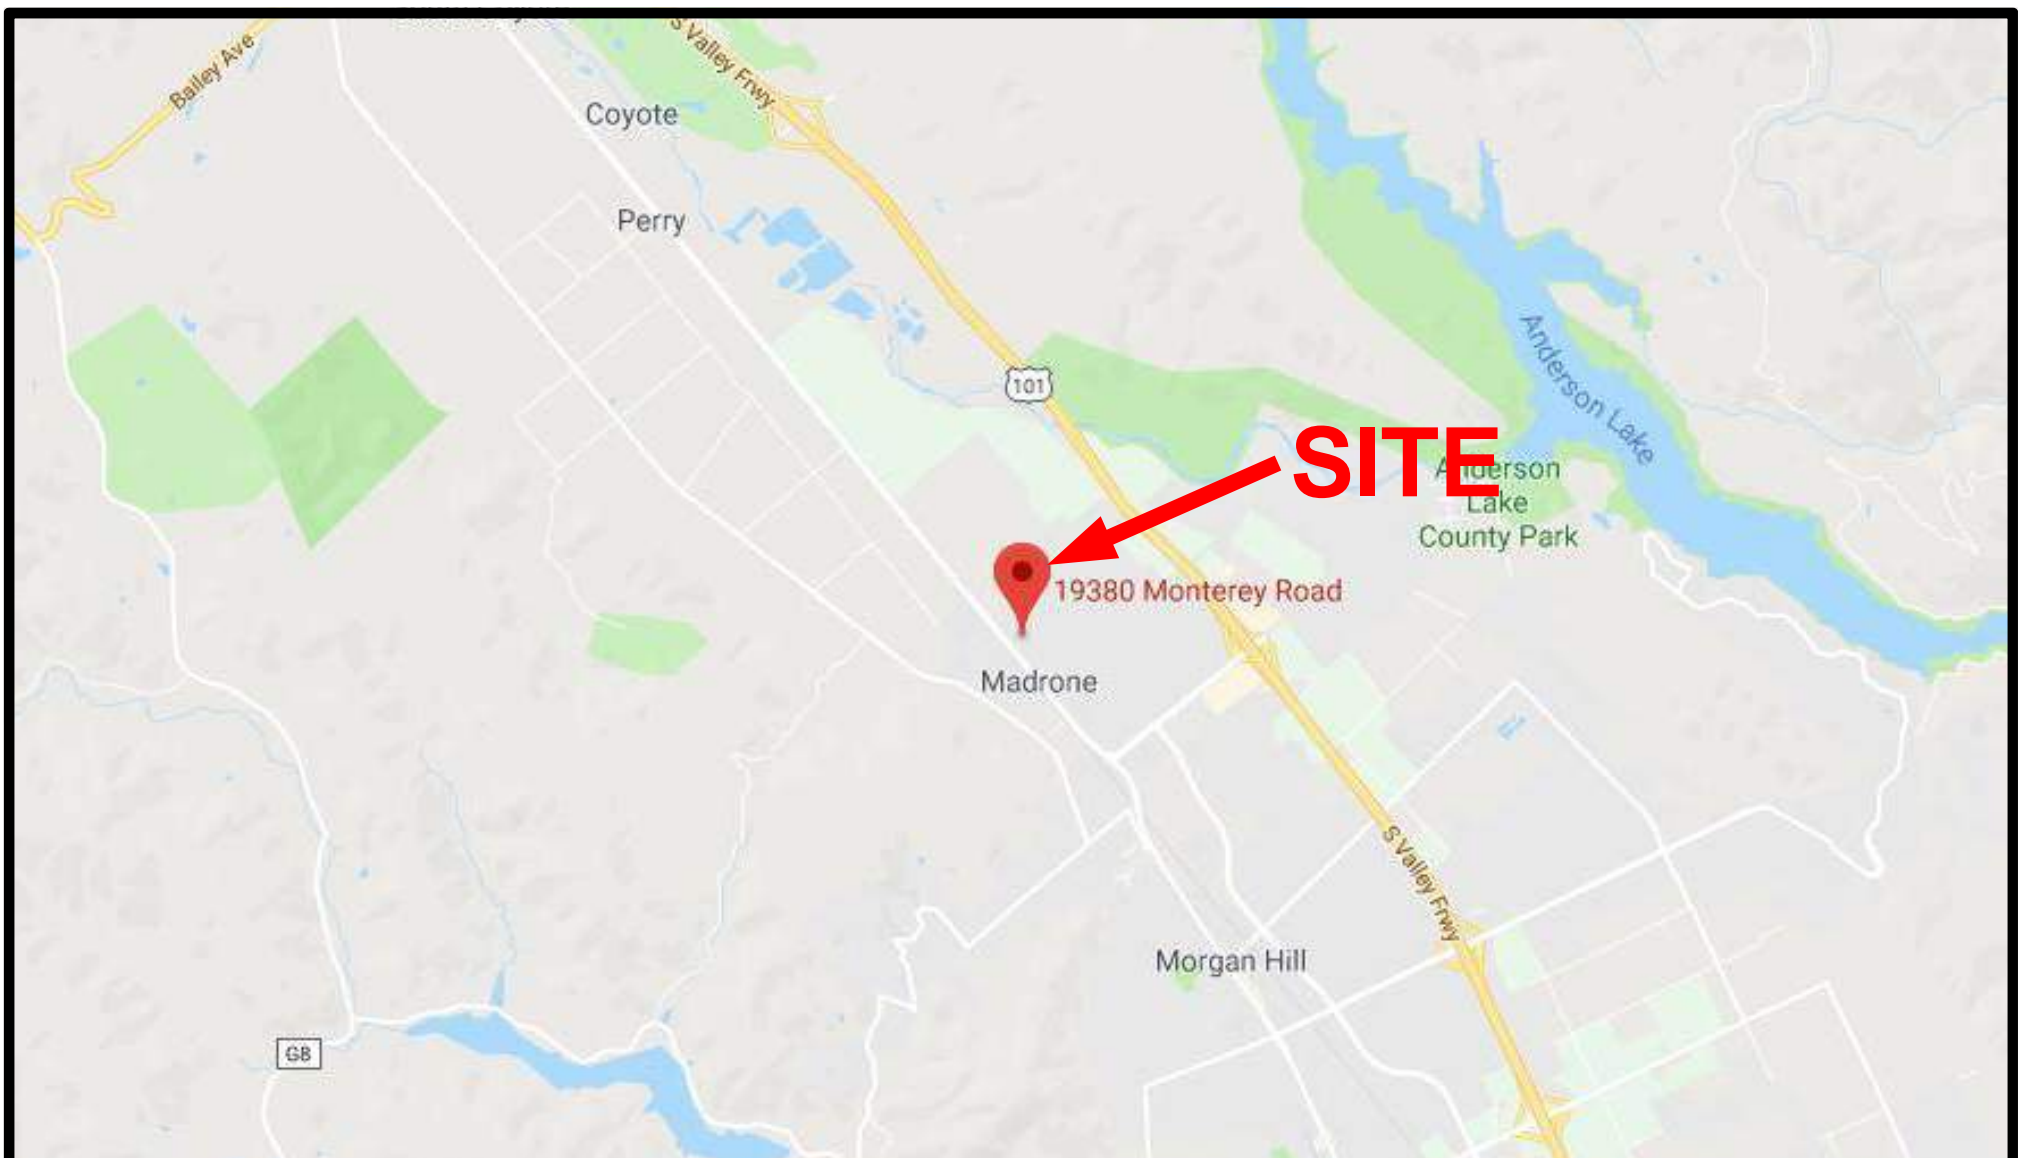 S Valley Frwy
Bailey Ave
Coyote
Perry
101
Anderson Lake
SITE
Anderson
Lake
County Park
19380 Monterey Road
Madrone
S Valley Frwy
Morgan Hill
G8